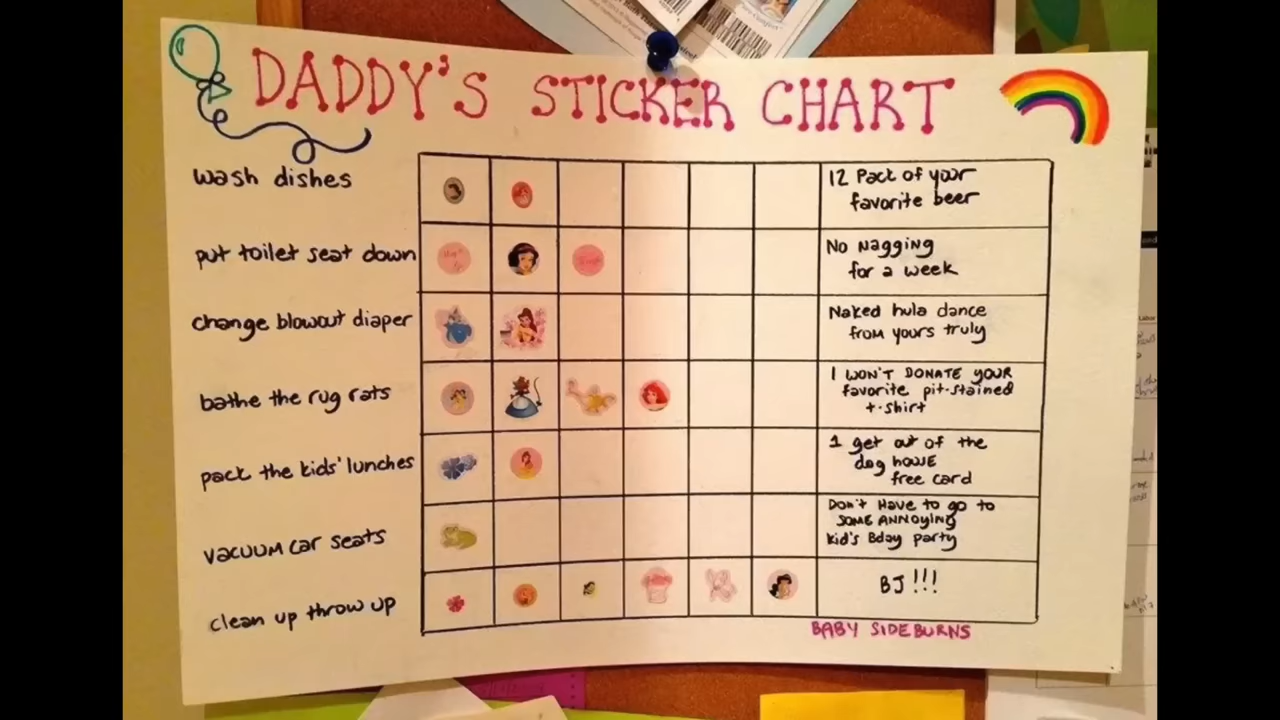 DADDY'S STICKER CHART
wash dishes
12 Pack of your
favorite beer
put toilet seat down
No Nagging
for a week
change blowout diaper
Naked hula dance
from yours truly
bathe the rug rats
I WON'T DONATE YOUR
favorite pit-stained
t-shirt
pack the kids' lunches
1 get out of the
dog house
free card
vacuum car seats
Don't Have to go to
SOME ANNOYING
kid's Bday party
clean up throw up
BJ!!!
BABY SIDEBURNS